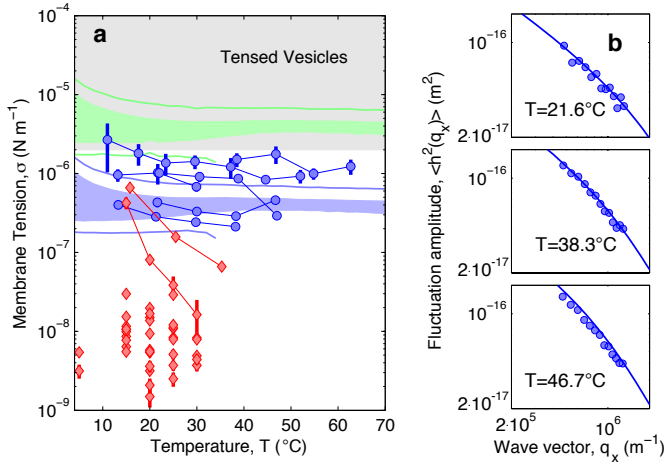 a
Tensed Vesicles
10⁻⁴
10⁻⁵
10⁻⁶
10⁻⁷
10⁻⁸
10⁻⁹
Membrane Tension, σ (N m⁻¹)
10 20 30 40 50 60 70
Temperature, T (°C)
b
10⁻¹⁶
T=21.6°C
2·10⁻¹⁷
10⁻¹⁶
T=38.3°C
2·10⁻¹⁷
10⁻¹⁶
T=46.7°C
2·10⁻¹⁷
Fluctuation amplitude, <h²(qₓ)> (m²)
2·10⁵ 10⁶
Wave vector, qₓ (m⁻¹)